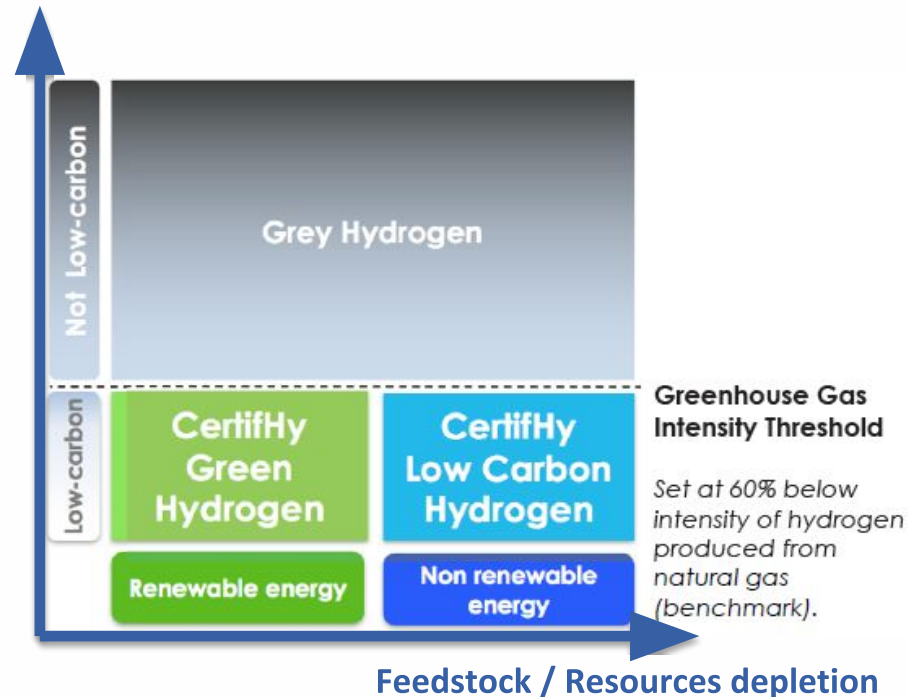 Not Low-carbon
Grey Hydrogen
Low-carbon
CertifHy
Green
Hydrogen
CertifHy
Low Carbon
Hydrogen
Greenhouse Gas
Intensity Threshold
Set at 60% below
intensity of hydrogen
produced from
natural gas
(benchmark).
Renewable energy
Non renewable
energy
Feedstock / Resources depletion